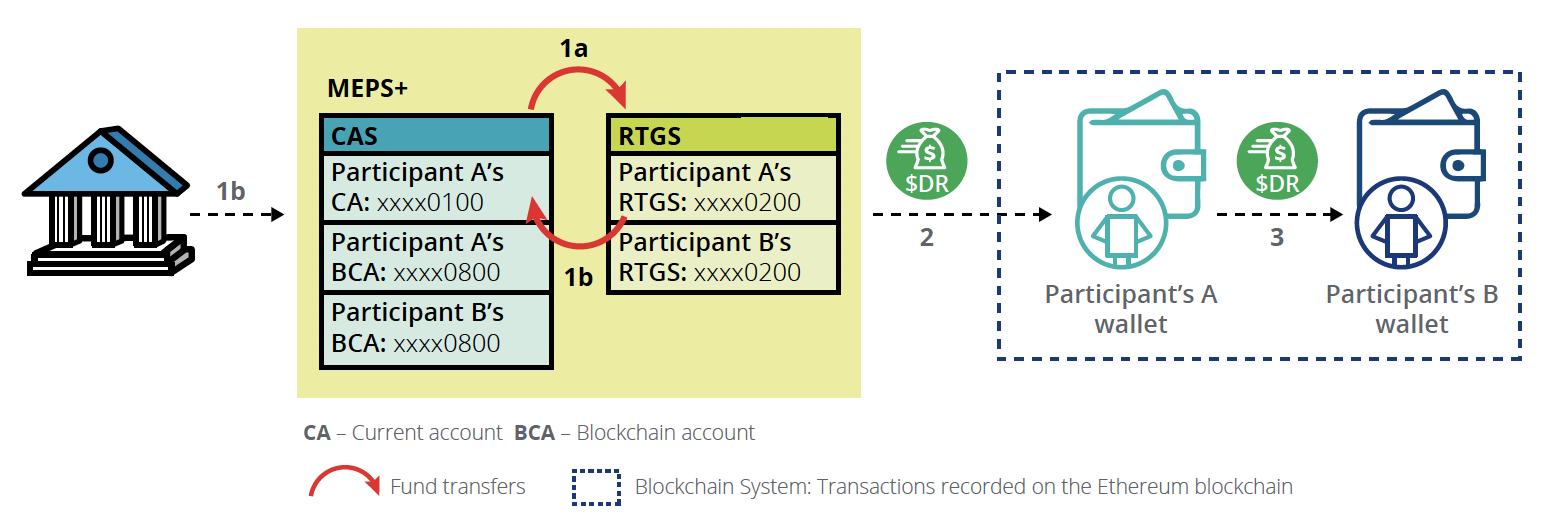 1a
MEPS+
1b
CAS
Participant A’s
CA: xxxx0100
Participant A’s
BCA: xxxx0800
Participant B’s
BCA: xxxx0800
RTGS
Participant A’s
RTGS: xxxx0200
Participant B’s
RTGS: xxxx0200
1b
$
$DR
2
$
$DR
3
Participant’s A
wallet
Participant’s B
wallet
CA – Current account BCA – Blockchain account
Fund transfers
Blockchain System: Transactions recorded on the Ethereum blockchain